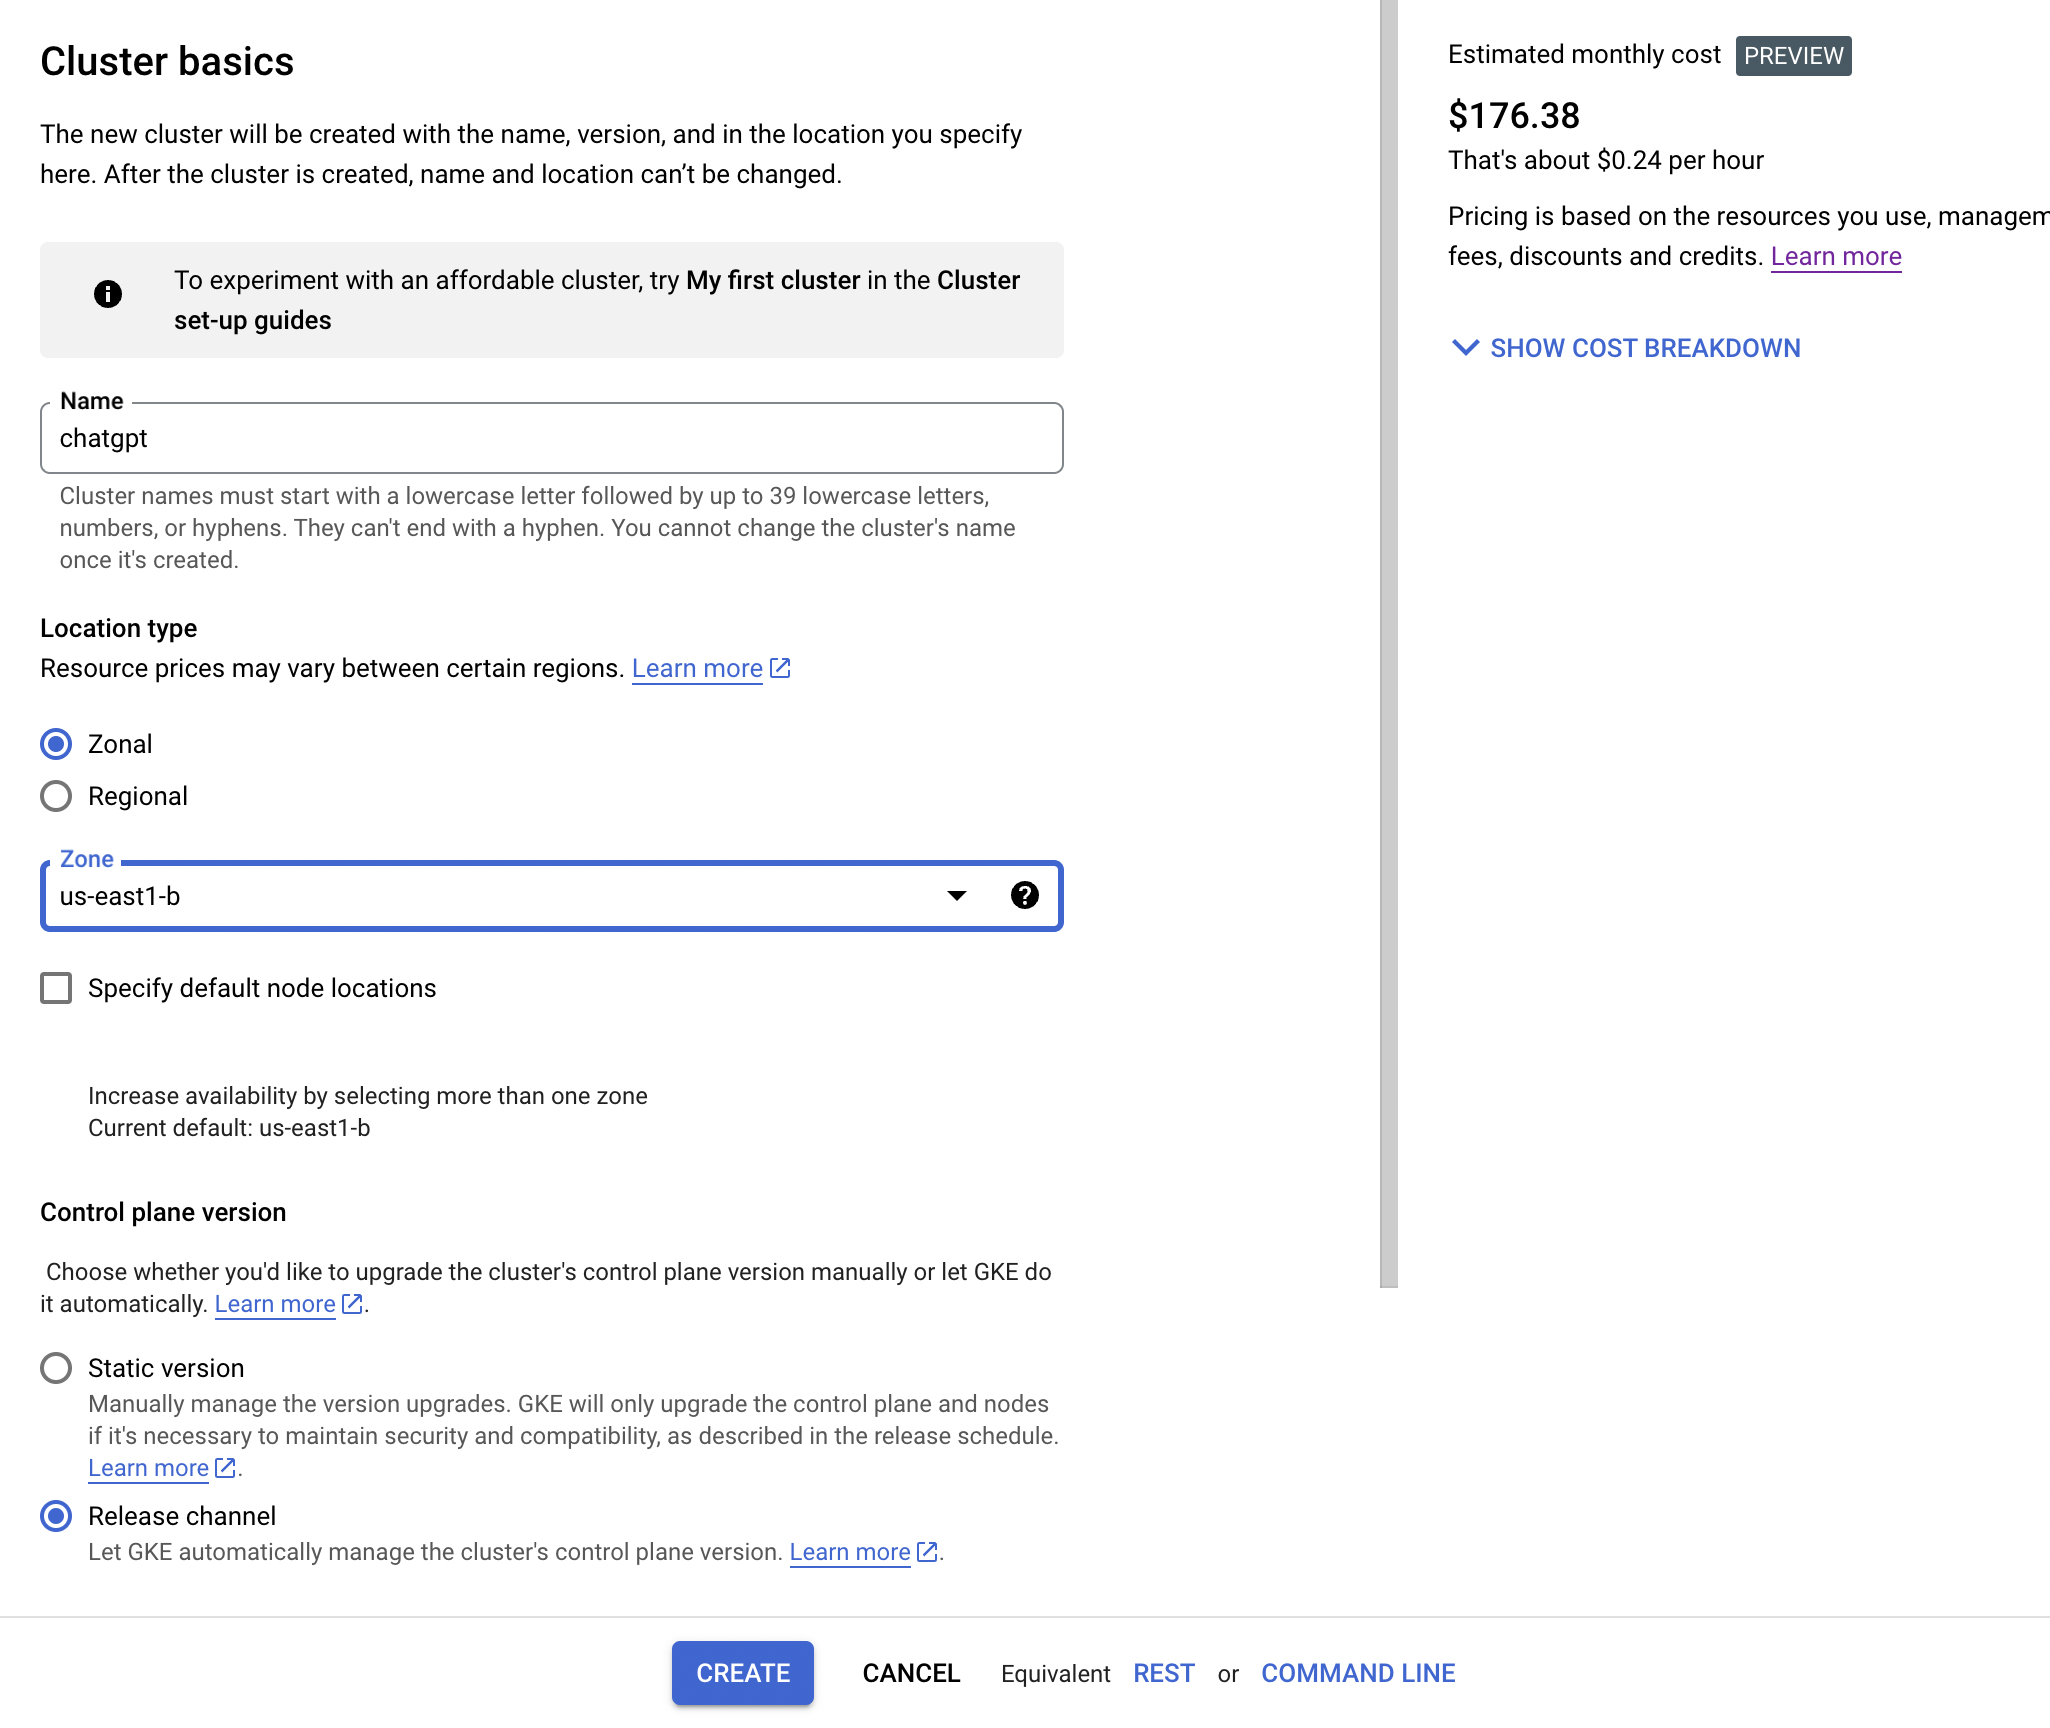 Cluster basics
The new cluster will be created with the name, version, and in the location you specify
here. After the cluster is created, name and location can’t be changed.
To experiment with an affordable cluster, try My first cluster in the Cluster
set-up guides
Name
chatgpt
Cluster names must start with a lowercase letter followed by up to 39 lowercase letters,
numbers, or hyphens. They can't end with a hyphen. You cannot change the cluster's name
once it's created.
Location type
Resource prices may vary between certain regions. Learn more
Zonal
Regional
Zone
us-east1-b
Specify default node locations
Increase availability by selecting more than one zone
Current default: us-east1-b
Control plane version
Choose whether you'd like to upgrade the cluster's control plane version manually or let GKE do
it automatically. Learn more.
Static version
Manually manage the version upgrades. GKE will only upgrade the control plane and nodes
if it's necessary to maintain security and compatibility, as described in the release schedule.
Learn more.
Release channel
Let GKE automatically manage the cluster's control plane version. Learn more.
Estimated monthly cost PREVIEW
$176.38
That's about $0.24 per hour
Pricing is based on the resources you use, managem
fees, discounts and credits. Learn more
SHOW COST BREAKDOWN
CREATE CANCEL Equivalent REST or COMMAND LINE